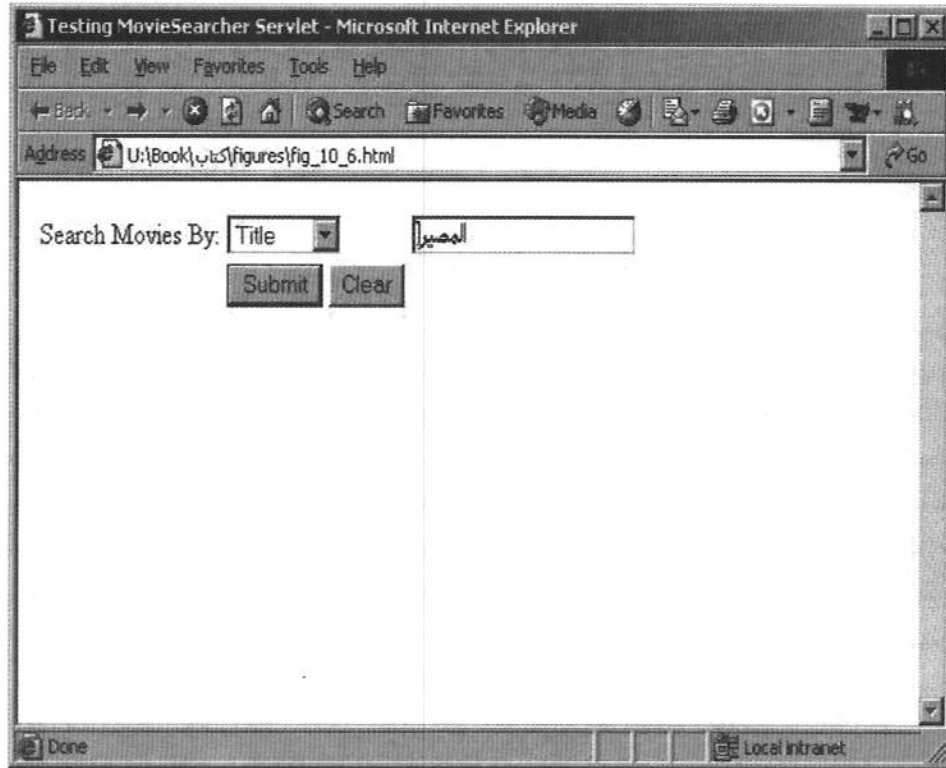 Testing MovieSearcher Servlet - Microsoft Internet Explorer
File Edit View Favorites Tools Help
Back Search Favorites Media
Address U:\Book\كتاب\figures\fig_10_6.html Go
Search Movies By: Title المصير
Submit Clear
Done Local intranet